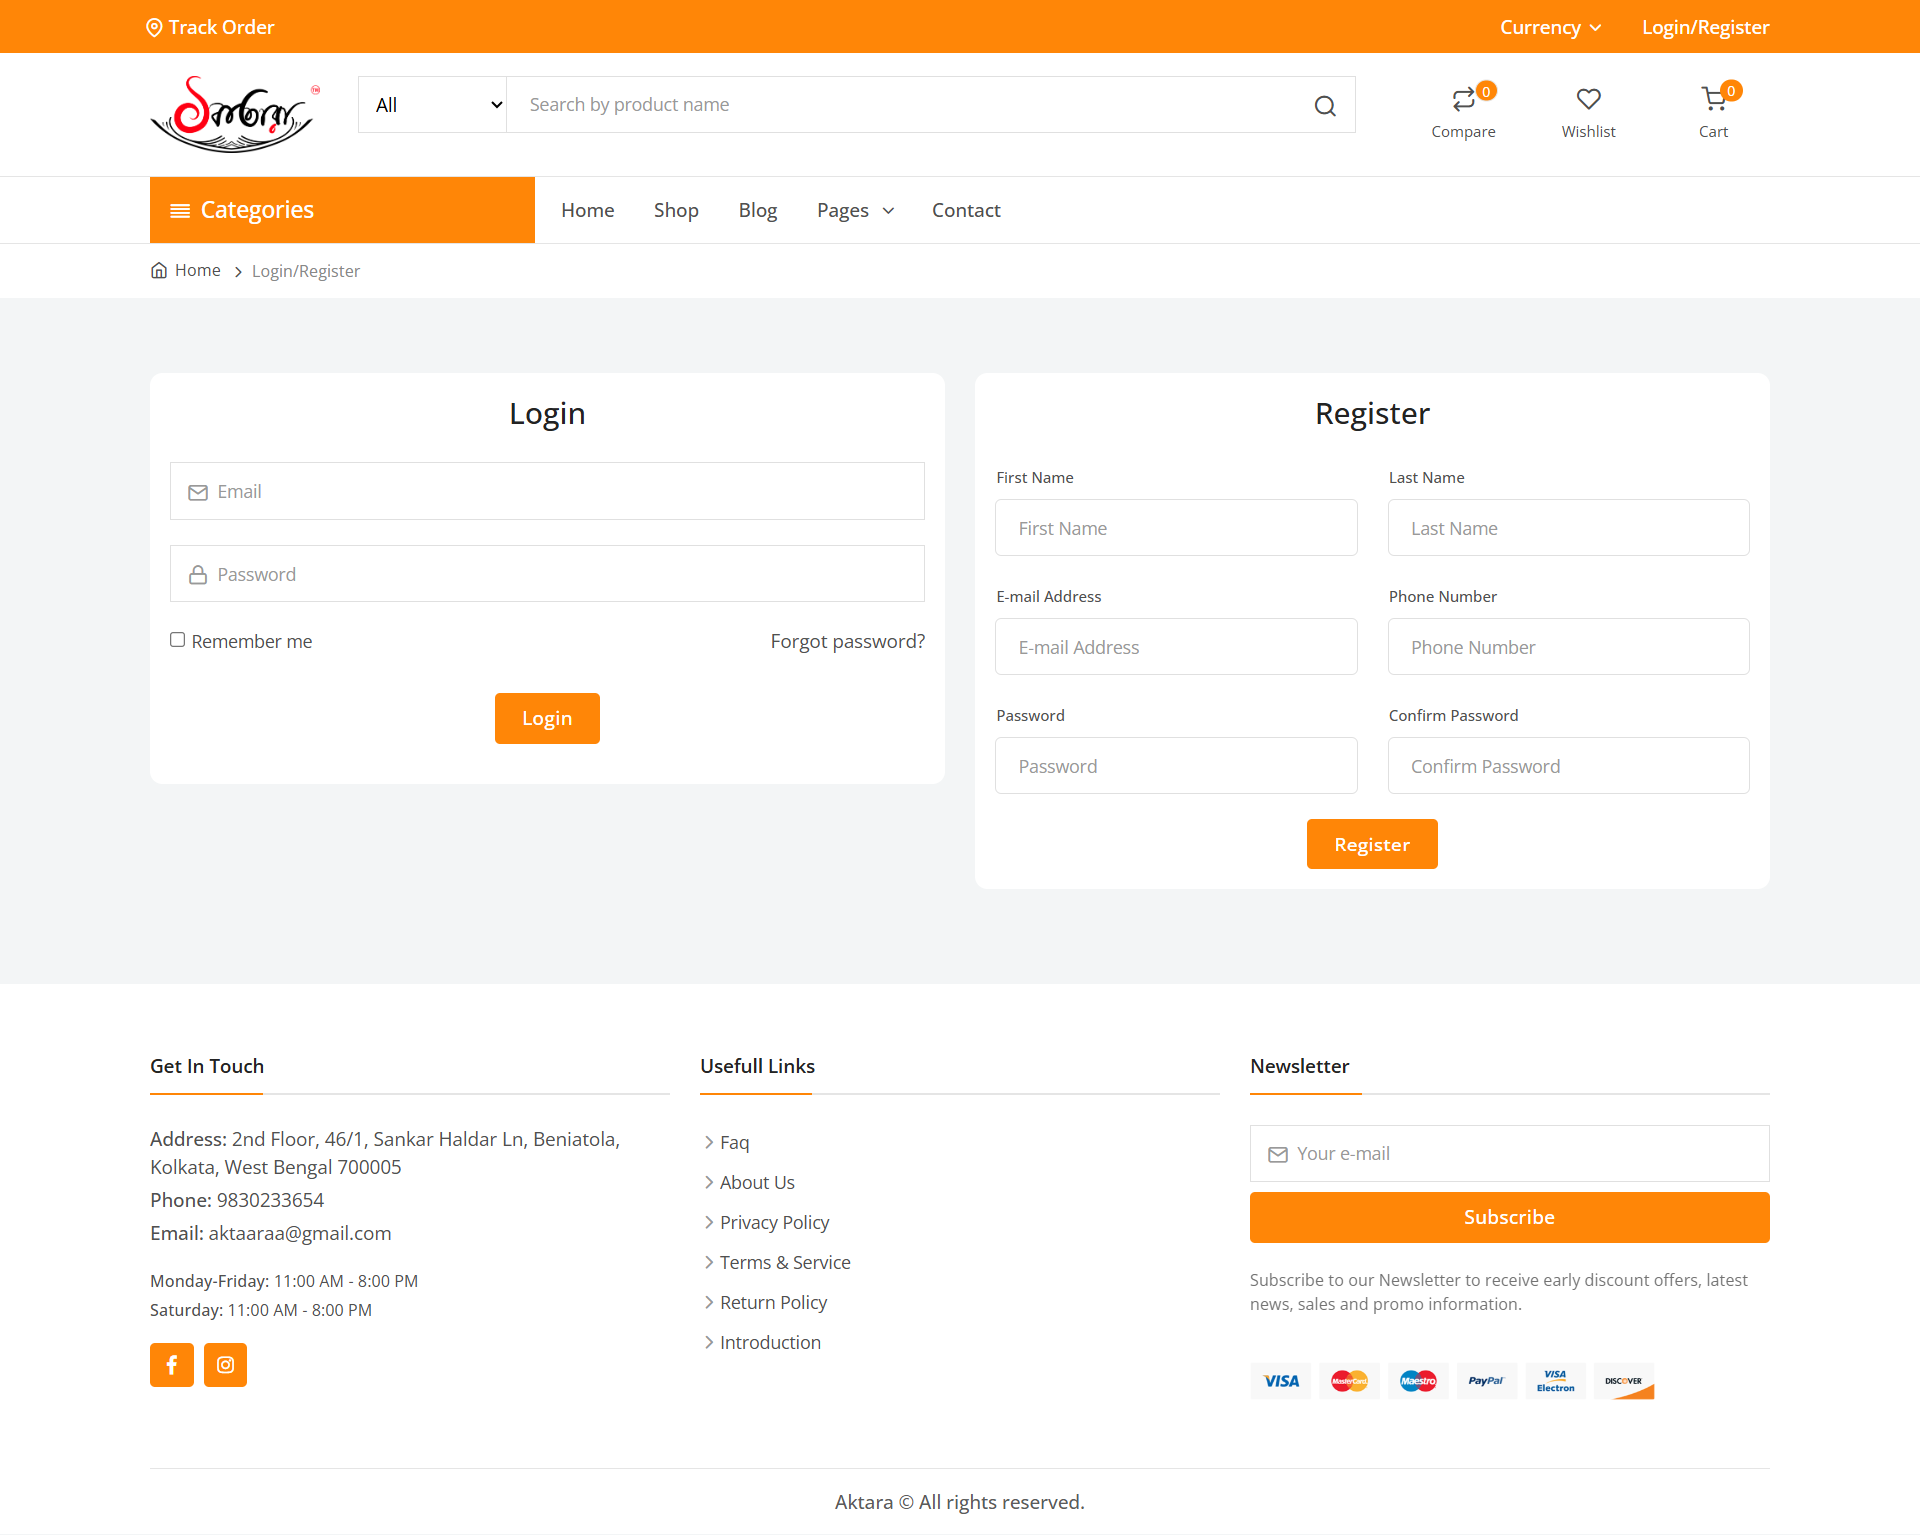 Track Order
Currency
Login/Register
TM
All
Search by product name
0
Compare
Wishlist
0
Cart
Categories
Home
Shop
Blog
Pages
Contact
Home
Login/Register
Login
Email
Password
Remember me
Forgot password?
Login
Register
First Name
Last Name
First Name
Last Name
E-mail Address
Phone Number
E-mail Address
Phone Number
Password
Confirm Password
Password
Confirm Password
Register
Get In Touch
Address: 2nd Floor, 46/1, Sankar Haldar Ln, Beniatola,
Kolkata, West Bengal 700005
Phone: 9830233654
Email: aktaaraa@gmail.com
Monday-Friday: 11:00 AM - 8:00 PM
Saturday: 11:00 AM - 8:00 PM
Usefull Links
Faq
About Us
Privacy Policy
Terms & Service
Return Policy
Introduction
Newsletter
Your e-mail
Subscribe
Subscribe to our Newsletter to receive early discount offers, latest
news, sales and promo information.
VISA
MasterCard
Maestro
PayPal
VISA
Electron
DISCOVER
Aktara © All rights reserved.